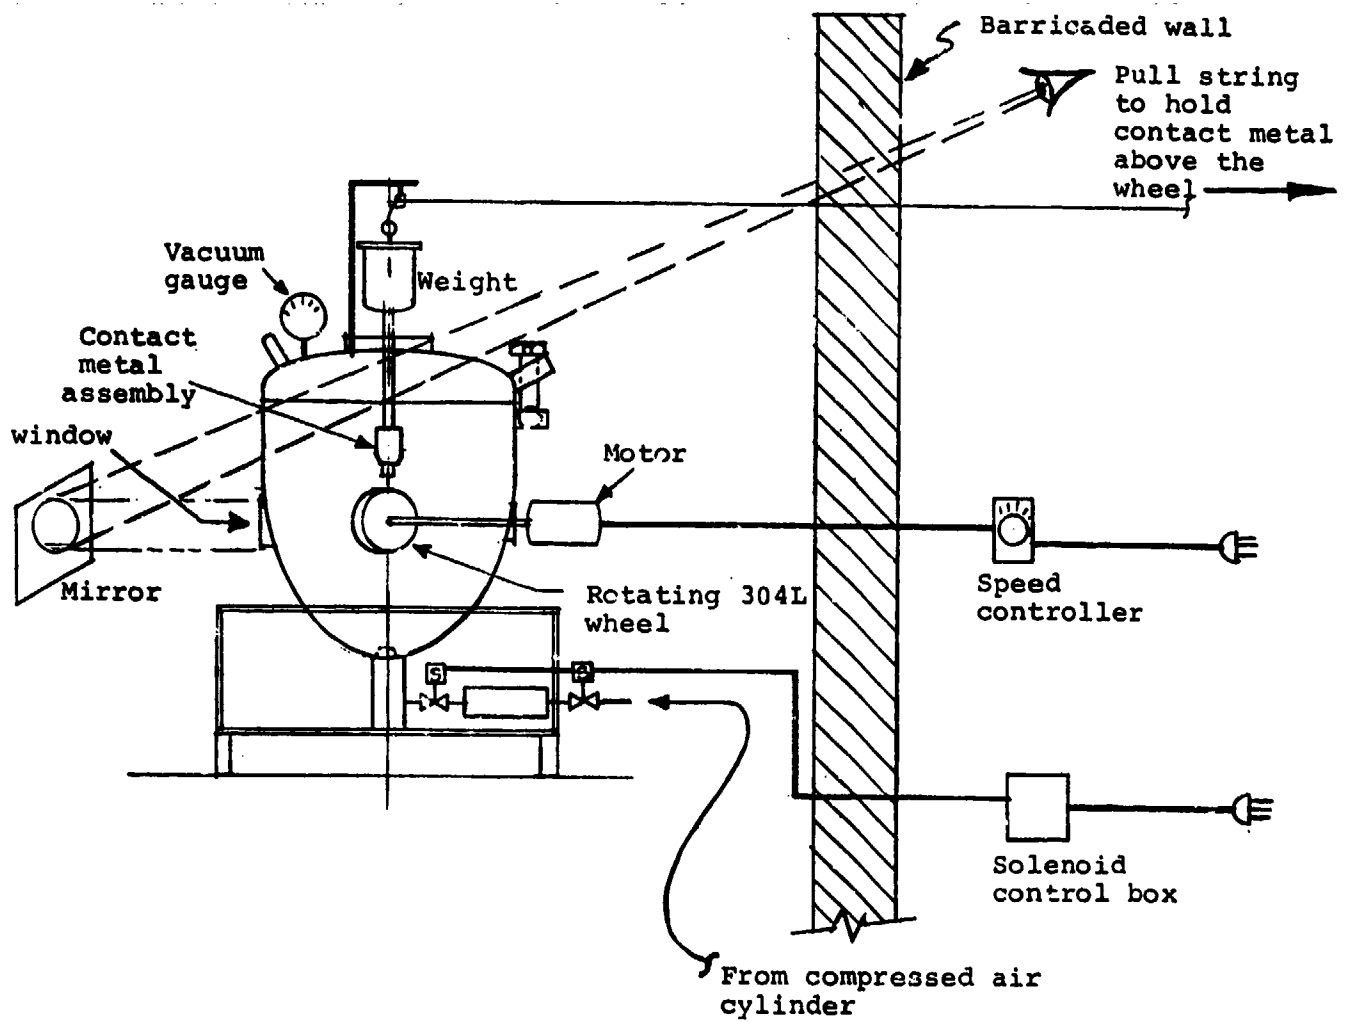 Barricaded wall
Pull string
to hold
contact metal
above the
wheel
Vacuum
gauge
Weight
Contact
metal
assembly
window
Motor
Mirror
Rotating 304L
wheel
Speed
controller
S
S
Solenoid
control box
From compressed air
cylinder